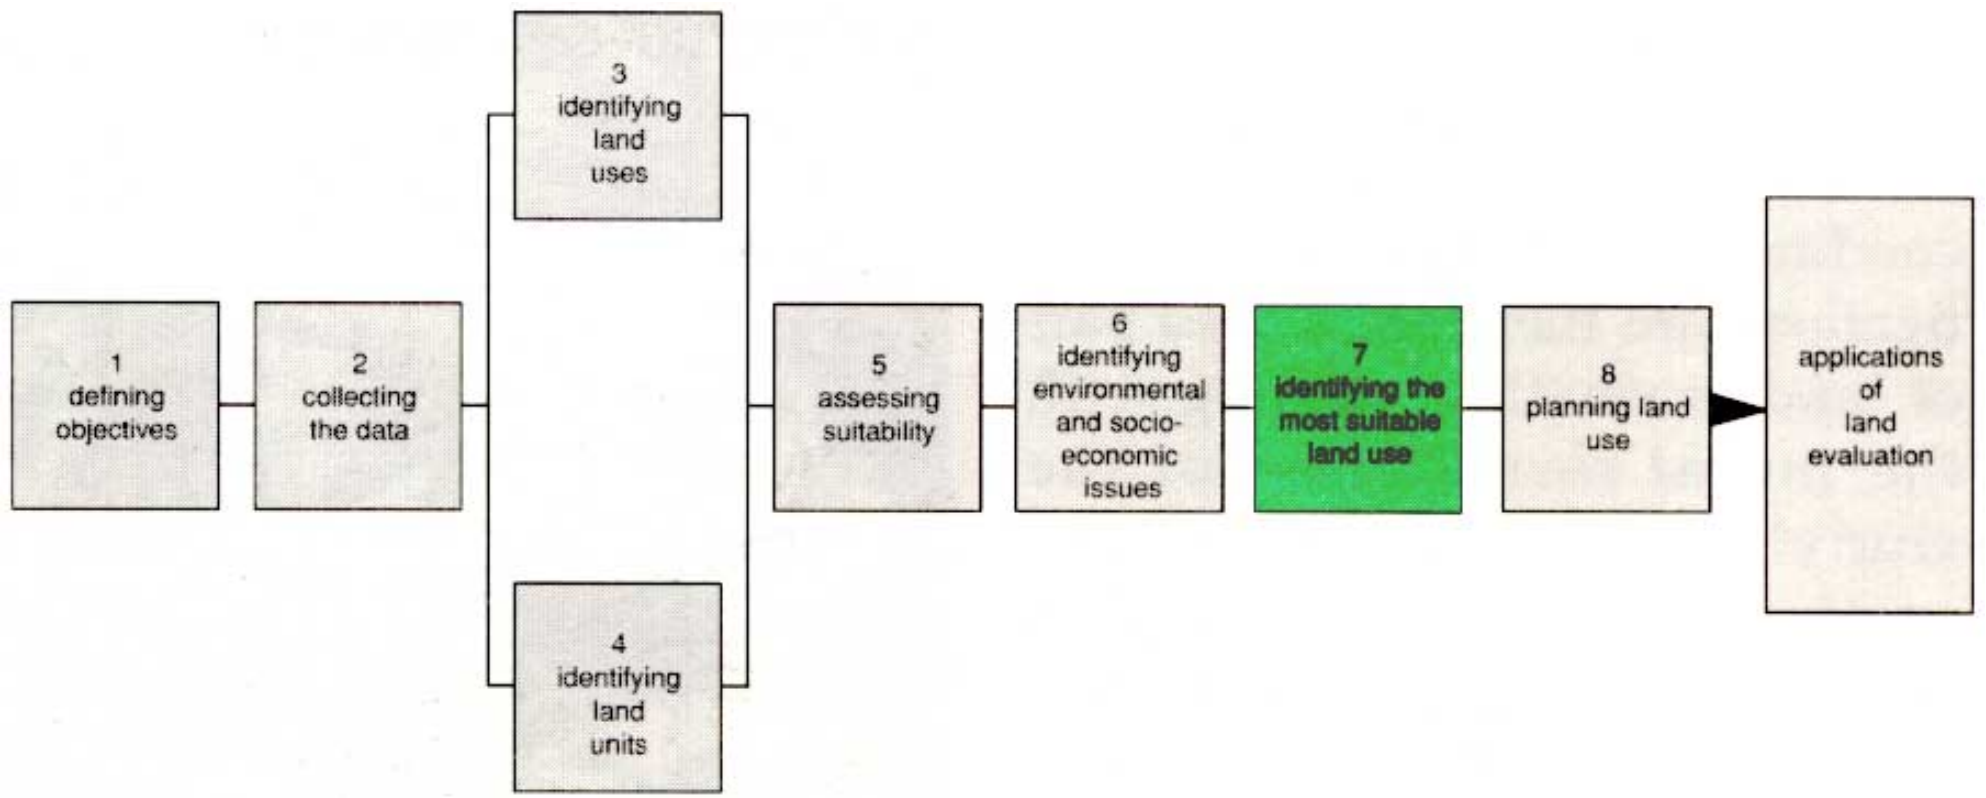 1
defining
objectives
2
collecting
the data
3
identifying
land
uses
4
identifying
land
units
5
assessing
suitability
6
identifying
environmental
and socio-
economic
issues
7
identifying the
most suitable
land use
8
planning land
use
applications
of
land
evaluation